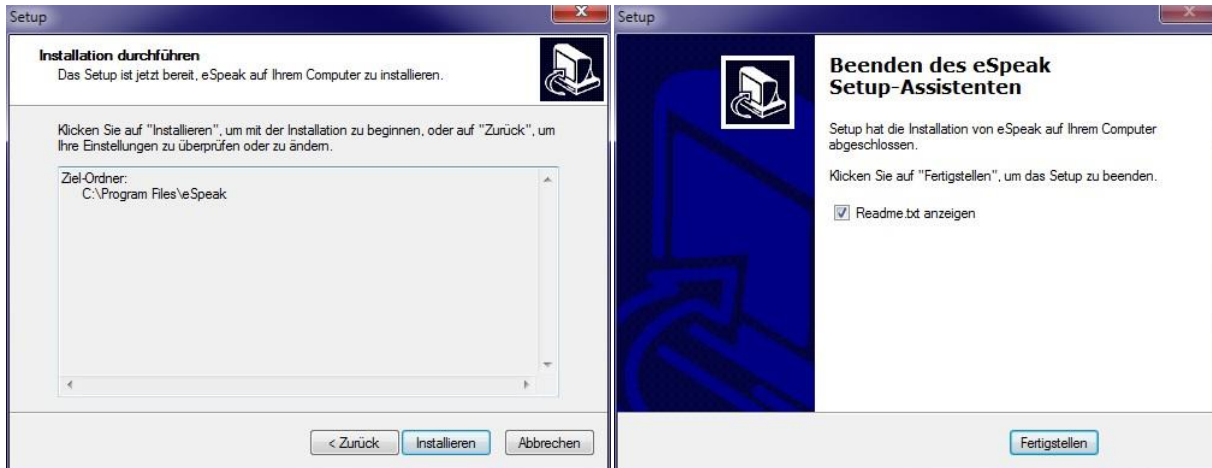 Setup
Installation durchführen
Das Setup ist jetzt bereit, eSpeak auf Ihrem Computer zu installieren.
Klicken Sie auf "Installieren", um mit der Installation zu beginnen, oder auf "Zurück", um
Ihre Einstellungen zu überprüfen oder zu ändern.
Ziel-Ordner:
C:\Program Files\eSpeak
< Zurück
Installieren
Abbrechen
Setup
Beenden des eSpeak
Setup-Assistenten
Setup hat die Installation von eSpeak auf Ihrem Computer
abgeschlossen.
Klicken Sie auf "Fertigstellen", um das Setup zu beenden.
Readme.txt anzeigen
Fertigstellen